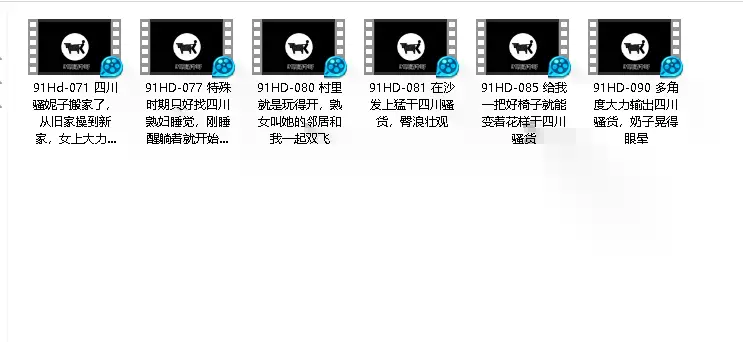 91Hd-071 四川
骚妮子搬家了，
从旧家操到新
家，女上大力...
91HD-077 特殊
时期只好找四川
熟妇睡觉，刚睡
醒躺着就开始...
91HD-080 村里
就是玩得开，熟
女叫她的邻居和
我一起双飞
91HD-081 在沙
发上猛干四川骚
货，臀浪壮观
91HD-085 给我
一把好椅子就能
变着花样干四川
骚货
91HD-090 多角
度大力输出四川
骚货，奶子晃得
眼晕